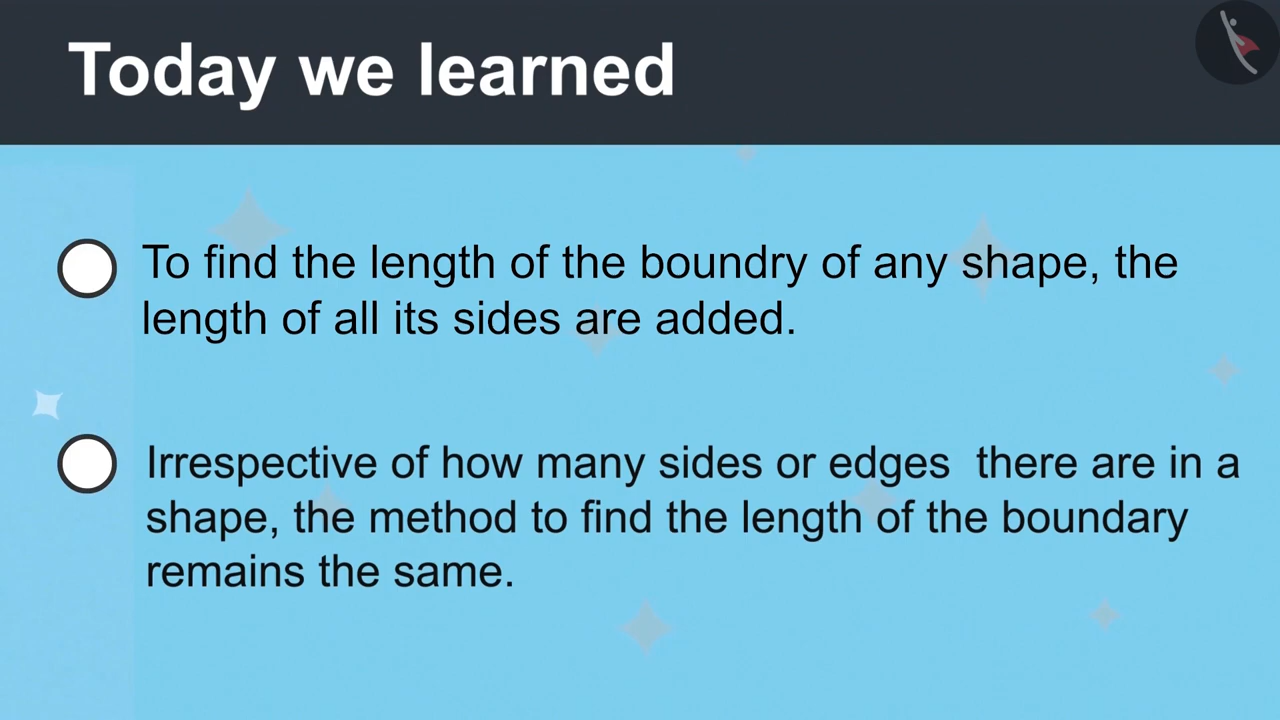 Today we learned
To find the length of the boundry of any shape, the
length of all its sides are added.
Irrespective of how many sides or edges  there are in a
shape, the method to find the length of the boundary
remains the same.